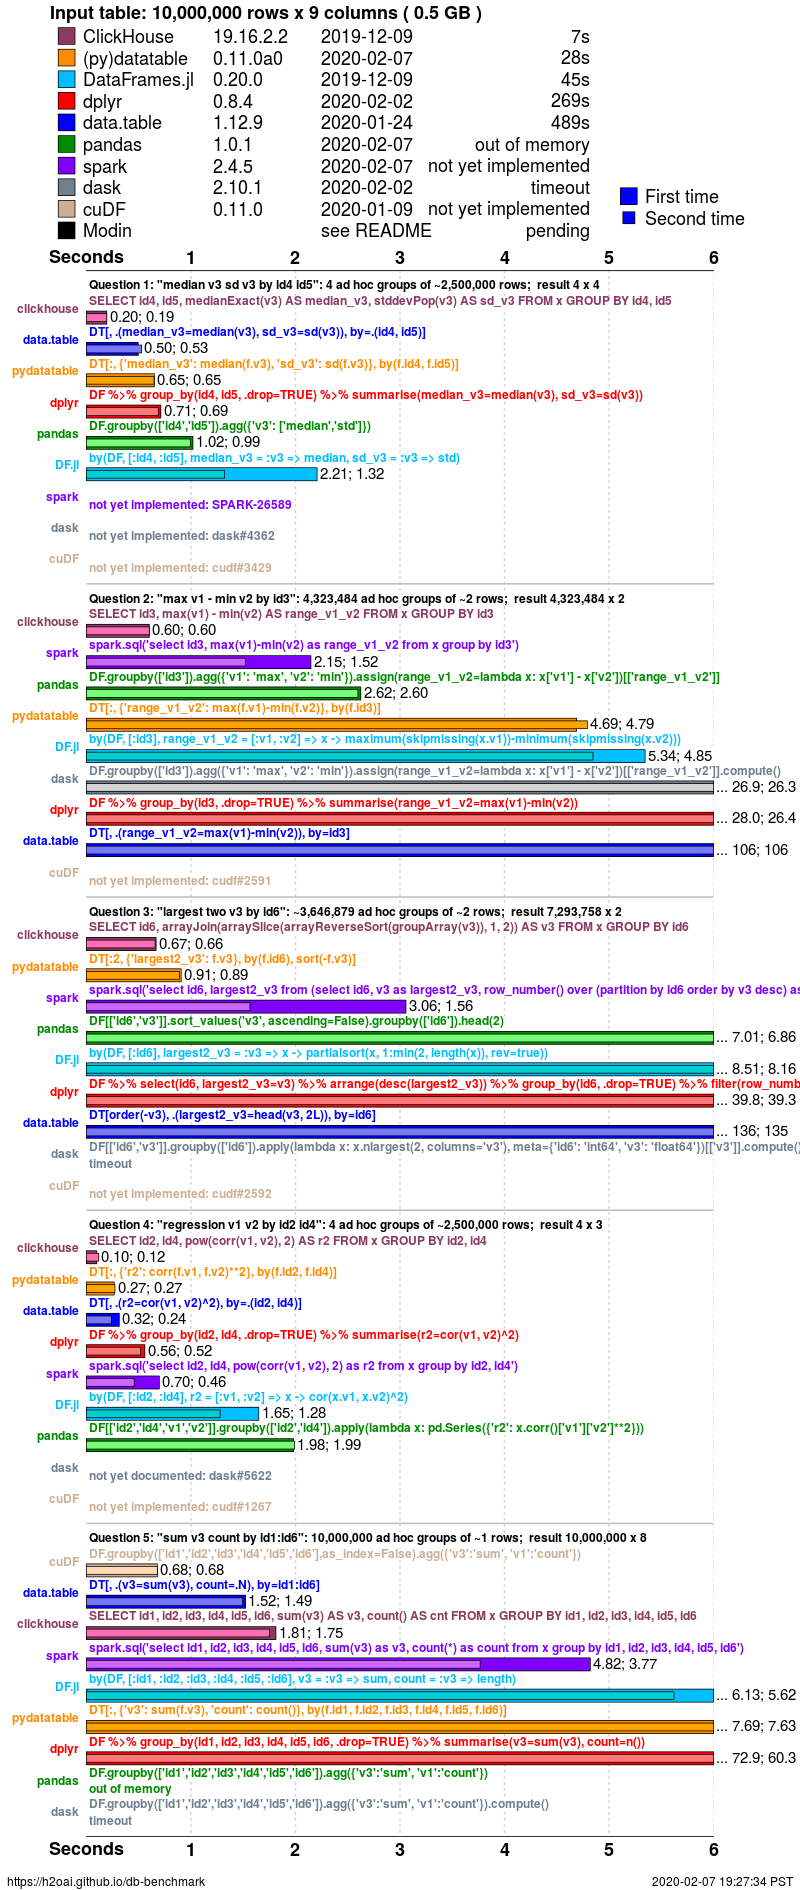 Input table: 10,000,000 rows x 9 columns ( 0.5 GB )
ClickHouse 19.16.2.2 2019-12-09 7s
(py)datatable 0.11.0a0 2020-02-07 28s
DataFrames.jl 0.20.0 2019-12-09 45s
dplyr 0.8.4 2020-02-02 269s
data.table 1.12.9 2020-01-24 489s
pandas 1.0.1 2020-02-07 out of memory
spark 2.4.5 2020-02-07 not yet implemented
dask 2.10.1 2020-02-02 timeout
cuDF 0.11.0 2020-01-09 not yet implemented
Modin see README pending
First time
Second time
Seconds 1 2 3 4 5 6
Question 1: "median v3 sd v3 by id4 id5": 4 ad hoc groups of ~2,500,000 rows; result 4 x 4
SELECT id4, id5, medianExact(v3) AS median_v3, stddevPop(v3) AS sd_v3 FROM x GROUP BY id4, id5
clickhouse 0.20; 0.19
DT[, .(median_v3=median(v3), sd_v3=sd(v3)), by=.(id4, id5)]
data.table 0.50; 0.53
DT[:, {'median_v3': median(f.v3), 'sd_v3': sd(f.v3)}, by(f.id4, f.id5)]
pydatatable 0.65; 0.65
DF %>% group_by(id4, id5, .drop=TRUE) %>% summarise(median_v3=median(v3), sd_v3=sd(v3))
dplyr 0.71; 0.69
DF.groupby(['id4','id5']).agg({'v3': ['median','std']})
pandas 1.02; 0.99
by(DF, [:id4, :id5], median_v3 = :v3 => median, sd_v3 = :v3 => std)
DF.jl 2.21; 1.32
spark not yet implemented: SPARK-26589
dask not yet implemented: dask#4362
cuDF not yet implemented: cudf#3429
Question 2: "max v1 - min v2 by id3": 4,323,484 ad hoc groups of ~2 rows; result 4,323,484 x 2
SELECT id3, max(v1) - min(v2) AS range_v1_v2 FROM x GROUP BY id3
clickhouse 0.60; 0.60
spark.sql('select id3, max(v1)-min(v2) as range_v1_v2 from x group by id3')
spark 2.15; 1.52
DF.groupby(['id3']).agg({'v1': 'max', 'v2': 'min'}).assign(range_v1_v2=lambda x: x['v1'] - x['v2'])[['range_v1_v2']]
pandas 2.62; 2.60
DT[:, {'range_v1_v2': max(f.v1)-min(f.v2)}, by(f.id3)]
pydatatable 4.69; 4.79
by(DF, [:id3], range_v1_v2 = [:v1, :v2] => x -> maximum(skipmissing(x.v1))-minimum(skipmissing(x.v2)))
DF.jl 5.34; 4.85
DF.groupby(['id3']).agg({'v1': 'max', 'v2': 'min'}).assign(range_v1_v2=lambda x: x['v1'] - x['v2'])[['range_v1_v2']].compute()
dask ... 26.9; 26.3
DF %>% group_by(id3, .drop=TRUE) %>% summarise(range_v1_v2=max(v1)-min(v2))
dplyr ... 28.0; 26.4
DT[, .(range_v1_v2=max(v1)-min(v2)), by=id3]
data.table ... 106; 106
cuDF not yet implemented: cudf#2591
Question 3: "largest two v3 by id6": ~3,646,879 ad hoc groups of ~2 rows; result 7,293,758 x 2
SELECT id6, arrayJoin(arraySlice(arrayReverseSort(groupArray(v3)), 1, 2)) AS v3 FROM x GROUP BY id6
clickhouse 0.67; 0.66
DT[:2, {'largest2_v3': f.v3}, by(f.id6), sort(-f.v3)]
pydatatable 0.91; 0.89
spark.sql('select id6, largest2_v3 from (select id6, v3 as largest2_v3, row_number() over (partition by id6 order by v3 desc) as
spark 3.06; 1.56
DF[['id6','v3']].sort_values('v3', ascending=False).groupby(['id6']).head(2)
pandas ... 7.01; 6.86
by(DF, [:id6], largest2_v3 = :v3 => x -> partialsort(x, 1:min(2, length(x)), rev=true))
DF.jl ... 8.51; 8.16
DF %>% select(id6, largest2_v3=v3) %>% arrange(desc(largest2_v3)) %>% group_by(id6, .drop=TRUE) %>% filter(row_numb
dplyr ... 39.8; 39.3
DT[order(-v3), .(largest2_v3=head(v3, 2L)), by=id6]
data.table ... 136; 135
DF[['id6','v3']].groupby(['id6']).apply(lambda x: x.nlargest(2, columns='v3'), meta={'id6': 'int64', 'v3': 'float64'})[['v3']].compute()
dask timeout
cuDF not yet implemented: cudf#2592
Question 4: "regression v1 v2 by id2 id4": 4 ad hoc groups of ~2,500,000 rows; result 4 x 3
SELECT id2, id4, pow(corr(v1, v2), 2) AS r2 FROM x GROUP BY id2, id4
clickhouse 0.10; 0.12
DT[:, {'r2': corr(f.v1, f.v2)**2}, by(f.id2, f.id4)]
pydatatable 0.27; 0.27
DT[, .(r2=cor(v1, v2)^2), by=.(id2, id4)]
data.table 0.32; 0.24
DF %>% group_by(id2, id4, .drop=TRUE) %>% summarise(r2=cor(v1, v2)^2)
dplyr 0.56; 0.52
spark.sql('select id2, id4, pow(corr(v1, v2), 2) as r2 from x group by id2, id4')
spark 0.70; 0.46
by(DF, [:id2, :id4], r2 = [:v1, :v2] => x -> cor(x.v1, x.v2)^2)
DF.jl 1.65; 1.28
DF[['id2','id4','v1','v2']].groupby(['id2','id4']).apply(lambda x: pd.Series({'r2': x.corr()['v1']['v2']**2}))
pandas 1.98; 1.99
dask not yet documented: dask#5622
cuDF not yet implemented: cudf#1267
Question 5: "sum v3 count by id1:id6": 10,000,000 ad hoc groups of ~1 rows; result 10,000,000 x 8
DF.groupby(['id1','id2','id3','id4','id5','id6'],as_index=False).agg({'v3':'sum', 'v1':'count'})
cuDF 0.68; 0.68
DT[, .(v3=sum(v3), count=.N), by=id1:id6]
data.table 1.52; 1.49
SELECT id1, id2, id3, id4, id5, id6, sum(v3) AS v3, count() AS cnt FROM x GROUP BY id1, id2, id3, id4, id5, id6
clickhouse 1.81; 1.75
spark.sql('select id1, id2, id3, id4, id5, id6, sum(v3) as v3, count(*) as count from x group by id1, id2, id3, id4, id5, id6')
spark 4.82; 3.77
by(DF, [:id1, :id2, :id3, :id4, :id5, :id6], v3 = :v3 => sum, count = :v3 => length)
DF.jl ... 6.13; 5.62
DT[:, {'v3': sum(f.v3), 'count': count()}, by(f.id1, f.id2, f.id3, f.id4, f.id5, f.id6)]
pydatatable ... 7.69; 7.63
DF %>% group_by(id1, id2, id3, id4, id5, id6, .drop=TRUE) %>% summarise(v3=sum(v3), count=n())
dplyr ... 72.9; 60.3
DF.groupby(['id1','id2','id3','id4','id5','id6']).agg({'v3':'sum', 'v1':'count'})
pandas out of memory
DF.groupby(['id1','id2','id3','id4','id5','id6']).agg({'v3':'sum', 'v1':'count'}).compute()
dask timeout
Seconds 1 2 3 4 5 6
https://h2oai.github.io/db-benchmark 2020-02-07 19:27:34 PST